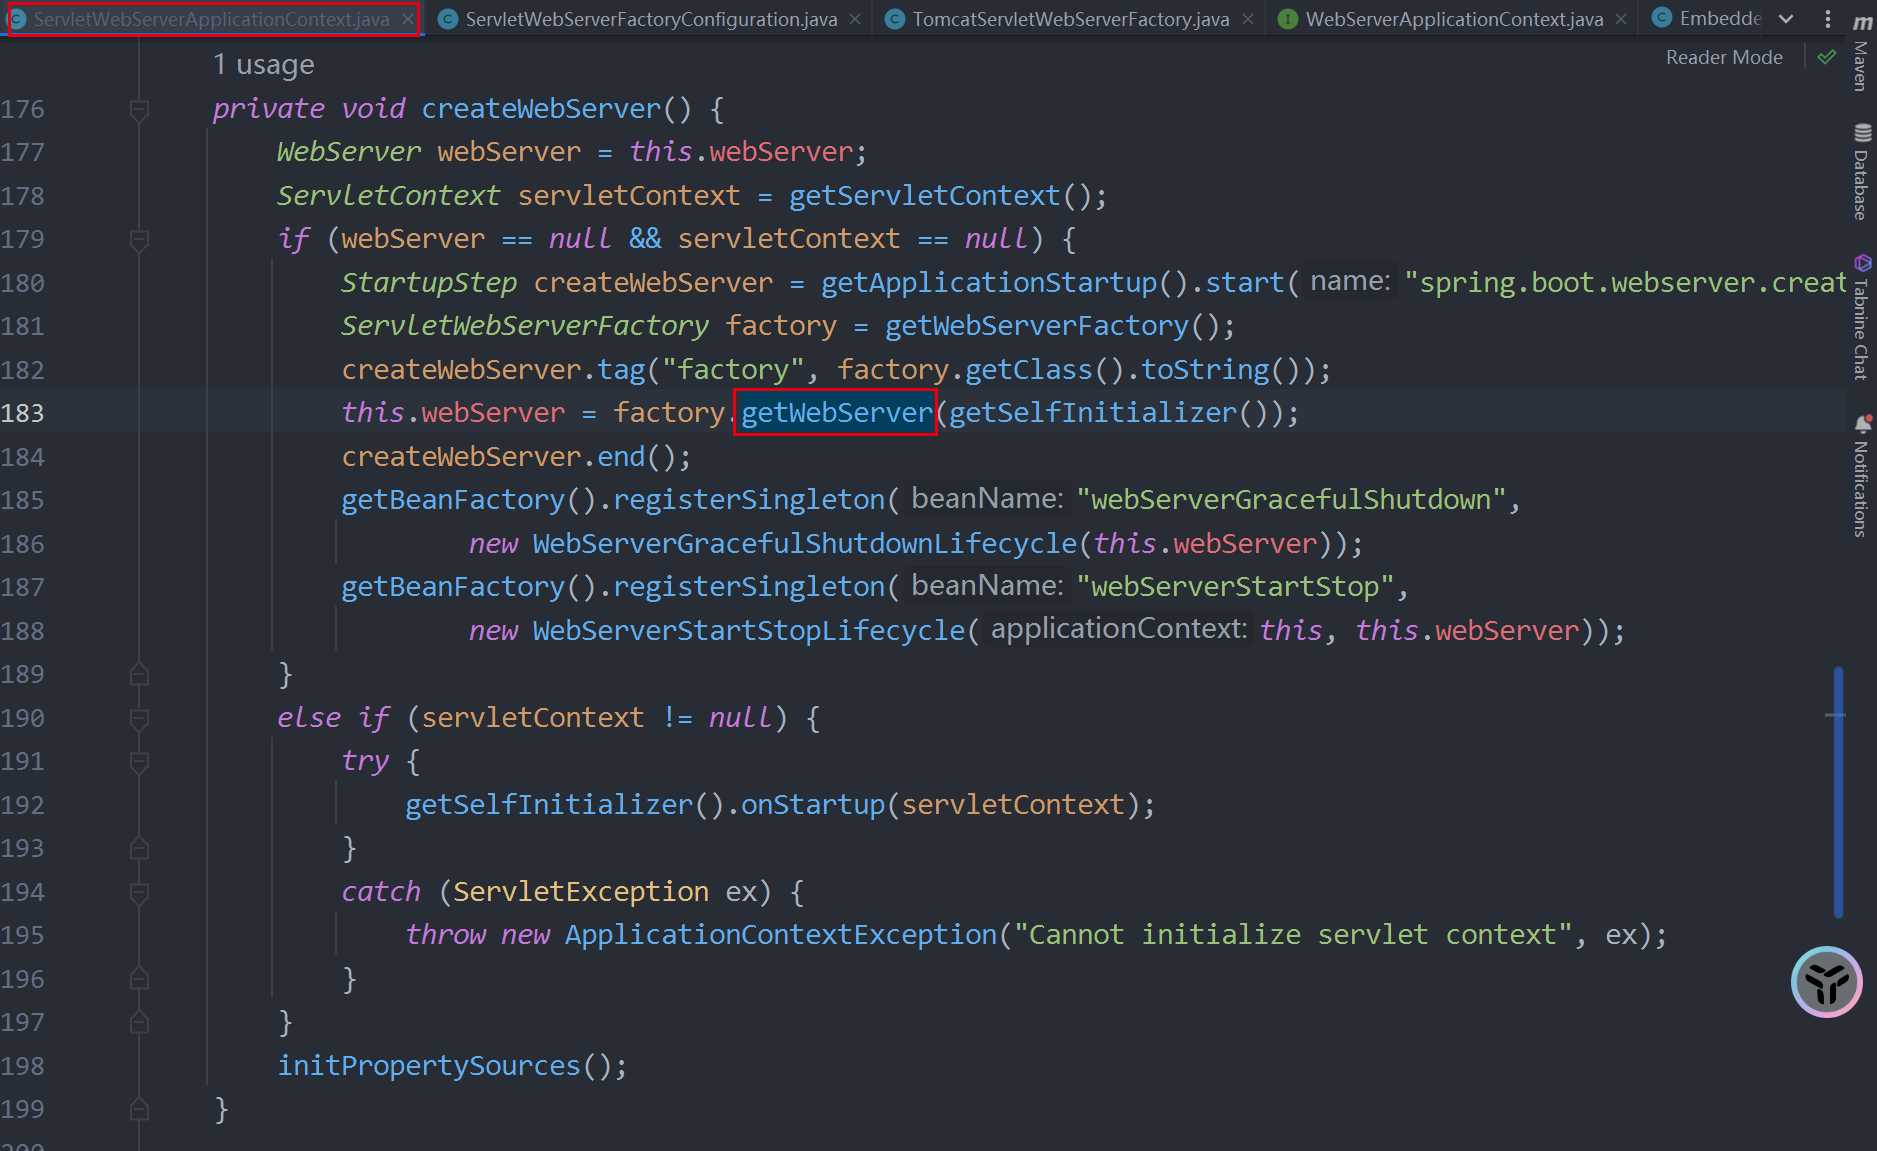 ServletWebServerApplicationContext.java
ServletWebServerFactoryConfiguration.java
TomcatServletWebServerFactory.java
WebServerApplicationContext.java
Embedde
Reader Mode
1 usage
176 private void createWebServer() {
177 WebServer webServer = this.webServer;
178 ServletContext servletContext = getServletContext();
179 if (webServer == null && servletContext == null) {
180 StartupStep createWebServer = getApplicationStartup().start( name: "spring.boot.webserver.creat
181 ServletWebServerFactory factory = getWebServerFactory();
182 createWebServer.tag("factory", factory.getClass().toString());
183 this.webServer = factory.getWebServer(getSelfInitializer());
184 createWebServer.end();
185 getBeanFactory().registerSingleton( beanName: "webServerGracefulShutdown",
186 new WebServerGracefulShutdownLifecycle(this.webServer));
187 getBeanFactory().registerSingleton( beanName: "webServerStartStop",
188 new WebServerStartStopLifecycle( applicationContext: this, this.webServer));
189 }
190 else if (servletContext != null) {
191 try {
192 getSelfInitializer().onStartup(servletContext);
193 }
194 catch (ServletException ex) {
195 throw new ApplicationContextException("Cannot initialize servlet context", ex);
196 }
197 }
198 initPropertySources();
199 }
200
m
Maven
Database
Tabnine Chat
Notifications